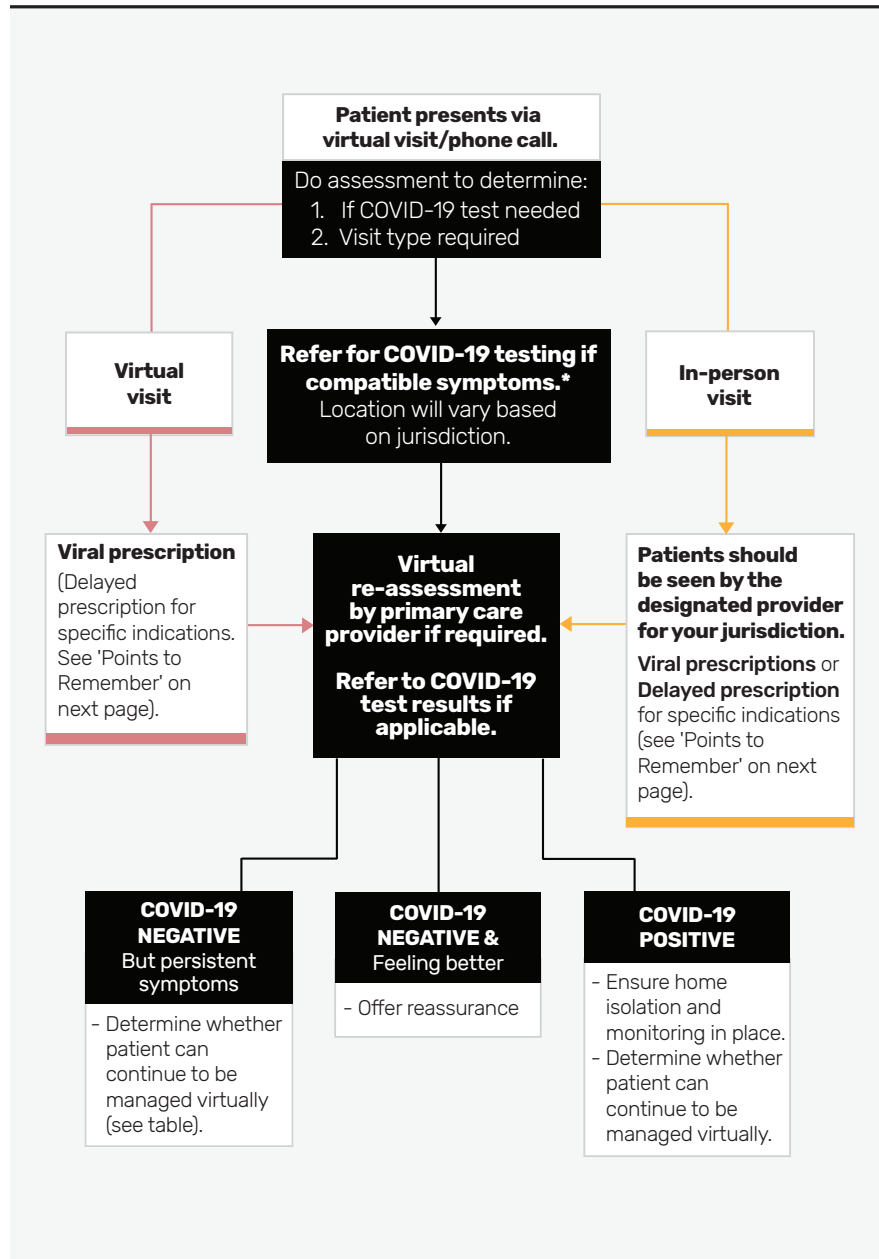 Patient presents via
virtual visit/phone call.
Do assessment to determine:
1. If COVID-19 test needed
2. Visit type required
Virtual
visit
Refer for COVID-19 testing if
compatible symptoms.*
Location will vary based
on jurisdiction.
In-person
visit
Viral prescription
(Delayed
prescription for
specific indications.
See 'Points to
Remember' on
next page).
Virtual
re-assessment
by primary care
provider if required.
Refer to COVID-19
test results if
applicable.
Patients should
be seen by the
designated provider
for your jurisdiction.
Viral prescriptions or
Delayed prescription
for specific indications
(see 'Points to
Remember' on next
page).
COVID-19
NEGATIVE
But persistent
symptoms
- Determine whether
patient can
continue to be
managed virtually
(see table).
COVID-19
NEGATIVE &
Feeling better
- Offer reassurance
COVID-19
POSITIVE
- Ensure home
isolation and
monitoring in place.
- Determine whether
patient can
continue to be
managed virtually.